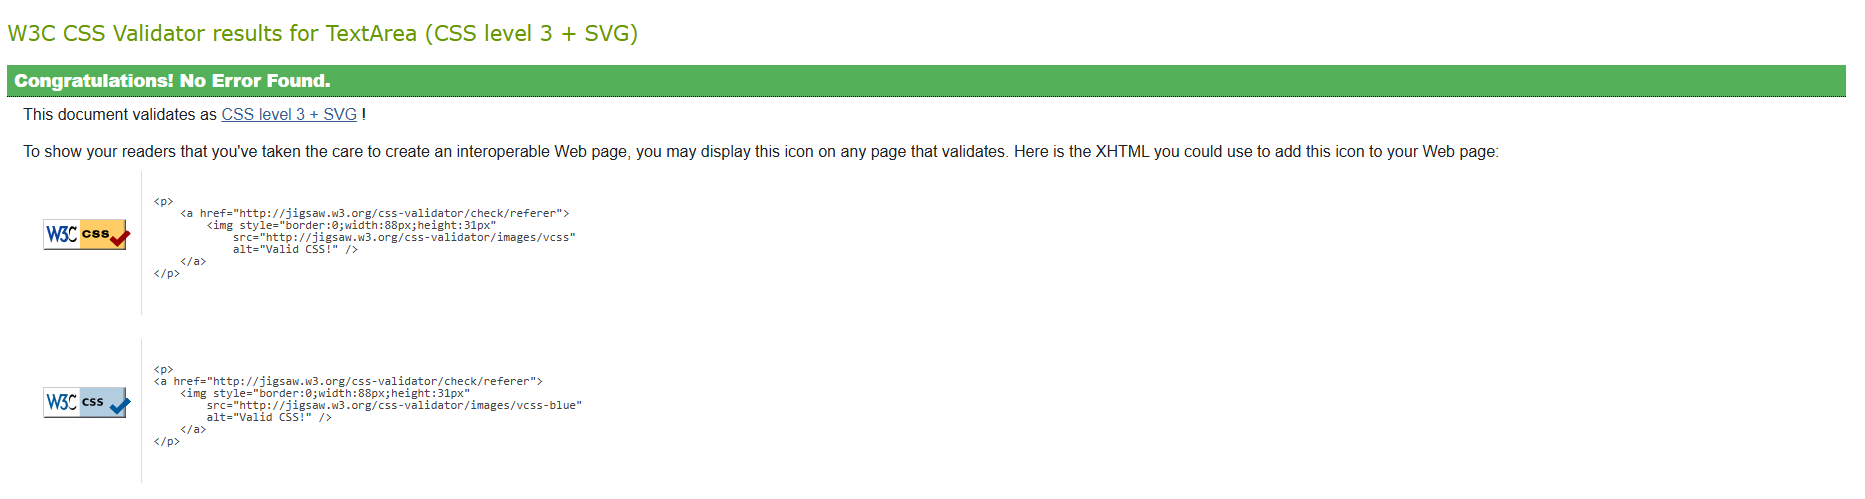 W3C CSS Validator results for TextArea (CSS level 3 + SVG)
Congratulations! No Error Found.
This document validates as CSS level 3 + SVG !
To show your readers that you've taken the care to create an interoperable Web page, you may display this icon on any page that validates. Here is the XHTML you could use to add this icon to your Web page:
W3C css
<p>
    <a href="http://jigsaw.w3.org/css-validator/check/referer">
        <img style="border:0;width:88px;height:31px"
            src="http://jigsaw.w3.org/css-validator/images/vcss"
            alt="Valid CSS!" />
    </a>
</p>
W3C css
<p>
<a href="http://jigsaw.w3.org/css-validator/check/referer">
    <img style="border:0;width:88px;height:31px"
        src="http://jigsaw.w3.org/css-validator/images/vcss-blue"
        alt="Valid CSS!" />
    </a>
</p>